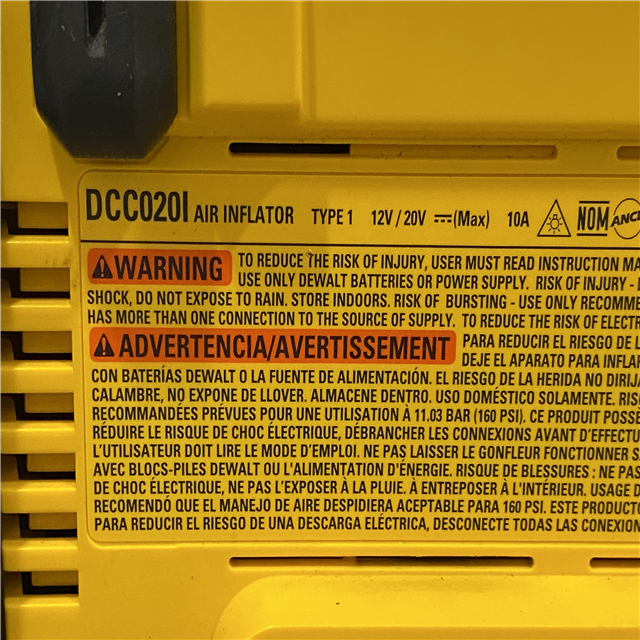 DCC020I AIR INFLATOR TYPE 1 12V / 20V ⎓ (Max) 10A NOM ANCE
⚠WARNING TO REDUCE THE RISK OF INJURY, USER MUST READ INSTRUCTION
USE ONLY DEWALT BATTERIES OR POWER SUPPLY. RISK OF INJURY -
SHOCK, DO NOT EXPOSE TO RAIN. STORE INDOORS. RISK OF BURSTING - USE ONLY
HAS MORE THAN ONE CONNECTION TO THE SOURCE OF SUPPLY. TO REDUCE THE RISK OF
⚠ADVERTENCIA/AVERTISSEMENT PARA REDUCIR EL RIESGO DE
DEJE EL APARATO PARA
CON BATERÍAS DEWALT O LA FUENTE DE ALIMENTACIÓN. EL RIESGO DE LA HERIDA NO
CALAMBRE, NO EXPONE DE LLOVER. ALMACENE DENTRO. USO DOMÉSTICO SOLAMENTE.
RECOMMANDÉES PRÉVUES POUR UNE UTILISATION À 11.03 BAR (160 PSI). CE PRODUIT
RÉDUIRE LE RISQUE DE CHOC ÉLECTRIQUE, DÉBRANCHER LES CONNEXIONS AVANT
L'UTILISATEUR DOIT LIRE LE MODE D'EMPLOI. NE PAS LAISSER LE GONFLEUR FONCTIONNER
AVEC BLOCS-PILES DEWALT OU L'ALIMENTATION D'ÉNERGIE. RISQUE DE BLESSURES : NE PAS
DE CHOC ÉLECTRIQUE, NE PAS L'EXPOSER À LA PLUIE. À ENTREPOSER À L'INTÉRIEUR. USAGE
RECOMENDÓ QUE EL MANEJO DE AIRE DESPIDIERA ACEPTABLE PARA 160 PSI. ESTE PRODUCTO
PARA REDUCIR EL RIESGO DE UNA DESCARGA ELÉCTRICA, DESCONECTE TODAS LAS